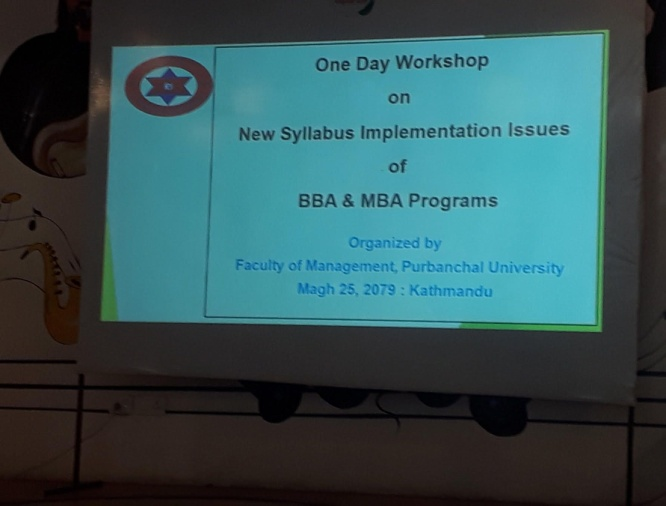 One Day Workshop
on
New Syllabus Implementation Issues
of
BBA & MBA Programs
Organized by
Faculty of Management, Purbanchal University
Magh 25, 2079 : Kathmandu